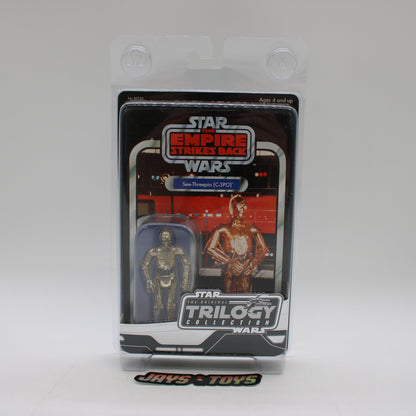 Ages 4 and up
STAR
THE
EMPIRE
STRIKES BACK
WARS
See-Threepio (C-3PO)
STAR
THE ORIGINAL
TRILOGY
COLLECTION
WARS
JAYS TOYS